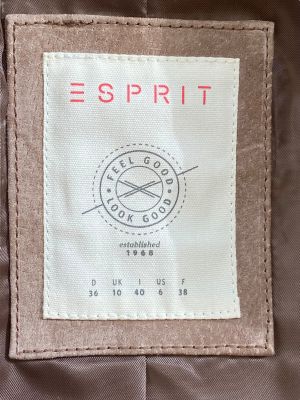 ESPRIT
FEEL GOOD
LOOK GOOD
established
1968
D UK I US F
36 10 40 6 38